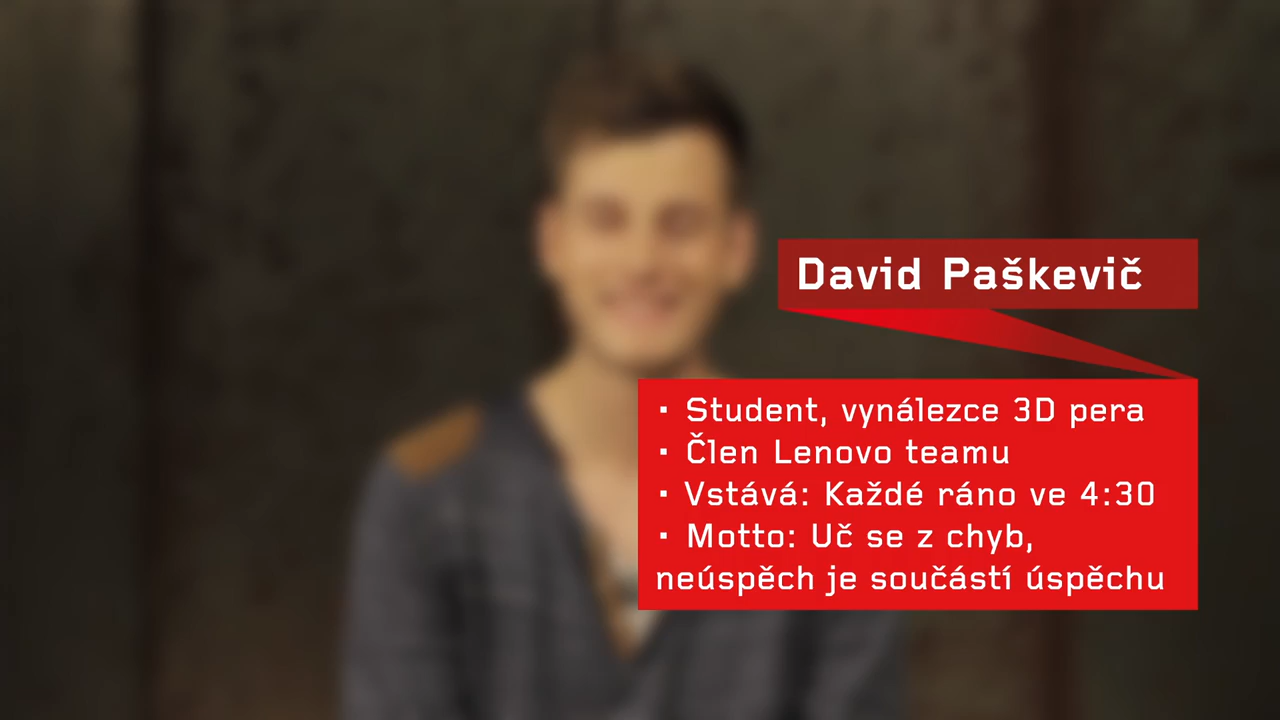 David Paškevič
· Student, vynálezce 3D pera
· Člen Lenovo teamu
· Vstává: Každé ráno ve 4:30
· Motto: Uč se z chyb,
neúspěch je součástí úspěchu